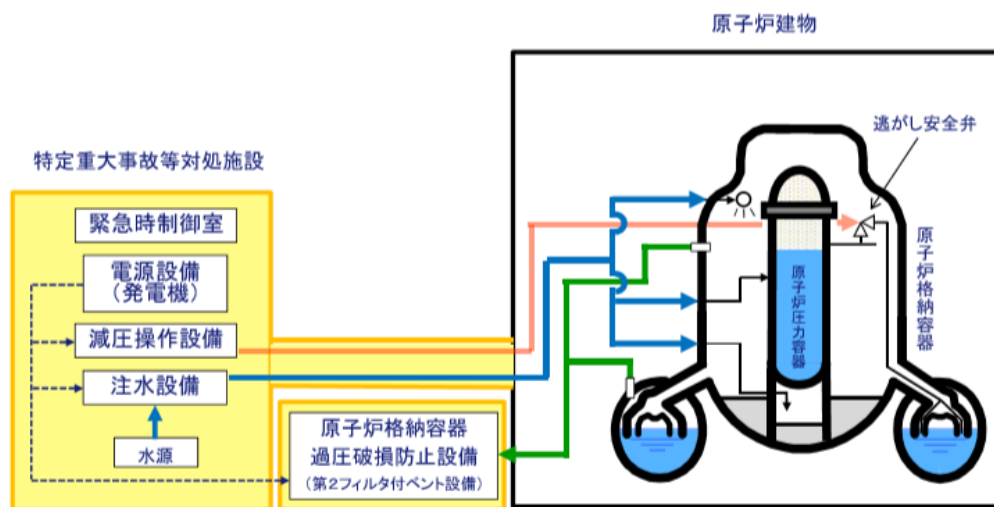 原子炉建物
逃がし安全弁
特定重大事故等対処施設
緊急時制御室
電源設備
(発電機)
減圧操作設備
注水設備
水源
原子炉格納容器
過圧破損防止設備
(第2フィルタ付ベント設備)
原子炉圧力容器
原子炉格納容器